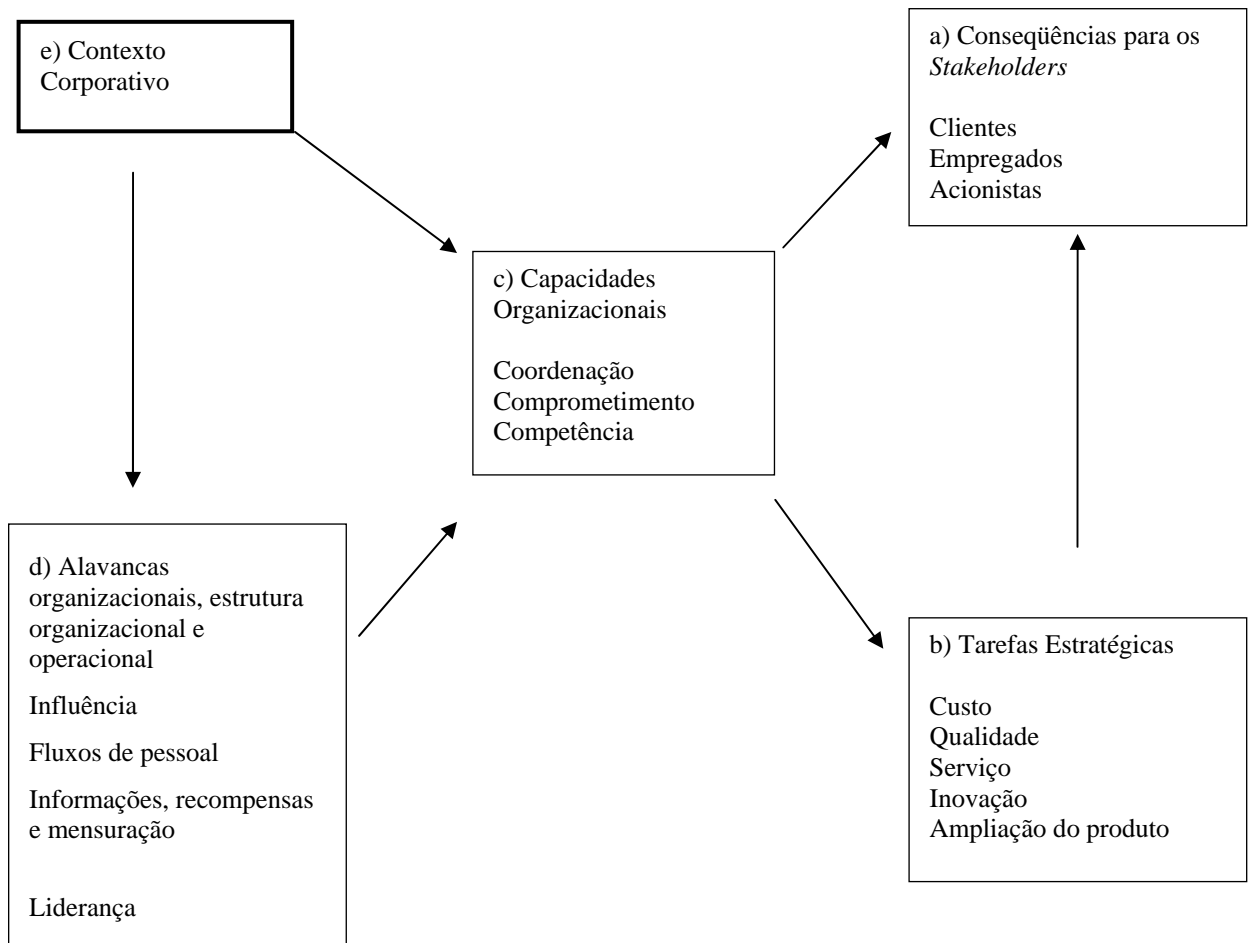 e) Contexto
Corporativo
a) Conseqüências para os
Stakeholders
Clientes
Empregados
Acionistas
c) Capacidades
Organizacionais
Coordenação
Comprometimento
Competência
d) Alavancas
organizacionais, estrutura
organizacional e
operacional
Influência
Fluxos de pessoal
Informações, recompensas
e mensuração
Liderança
b) Tarefas Estratégicas
Custo
Qualidade
Serviço
Inovação
Ampliação do produto